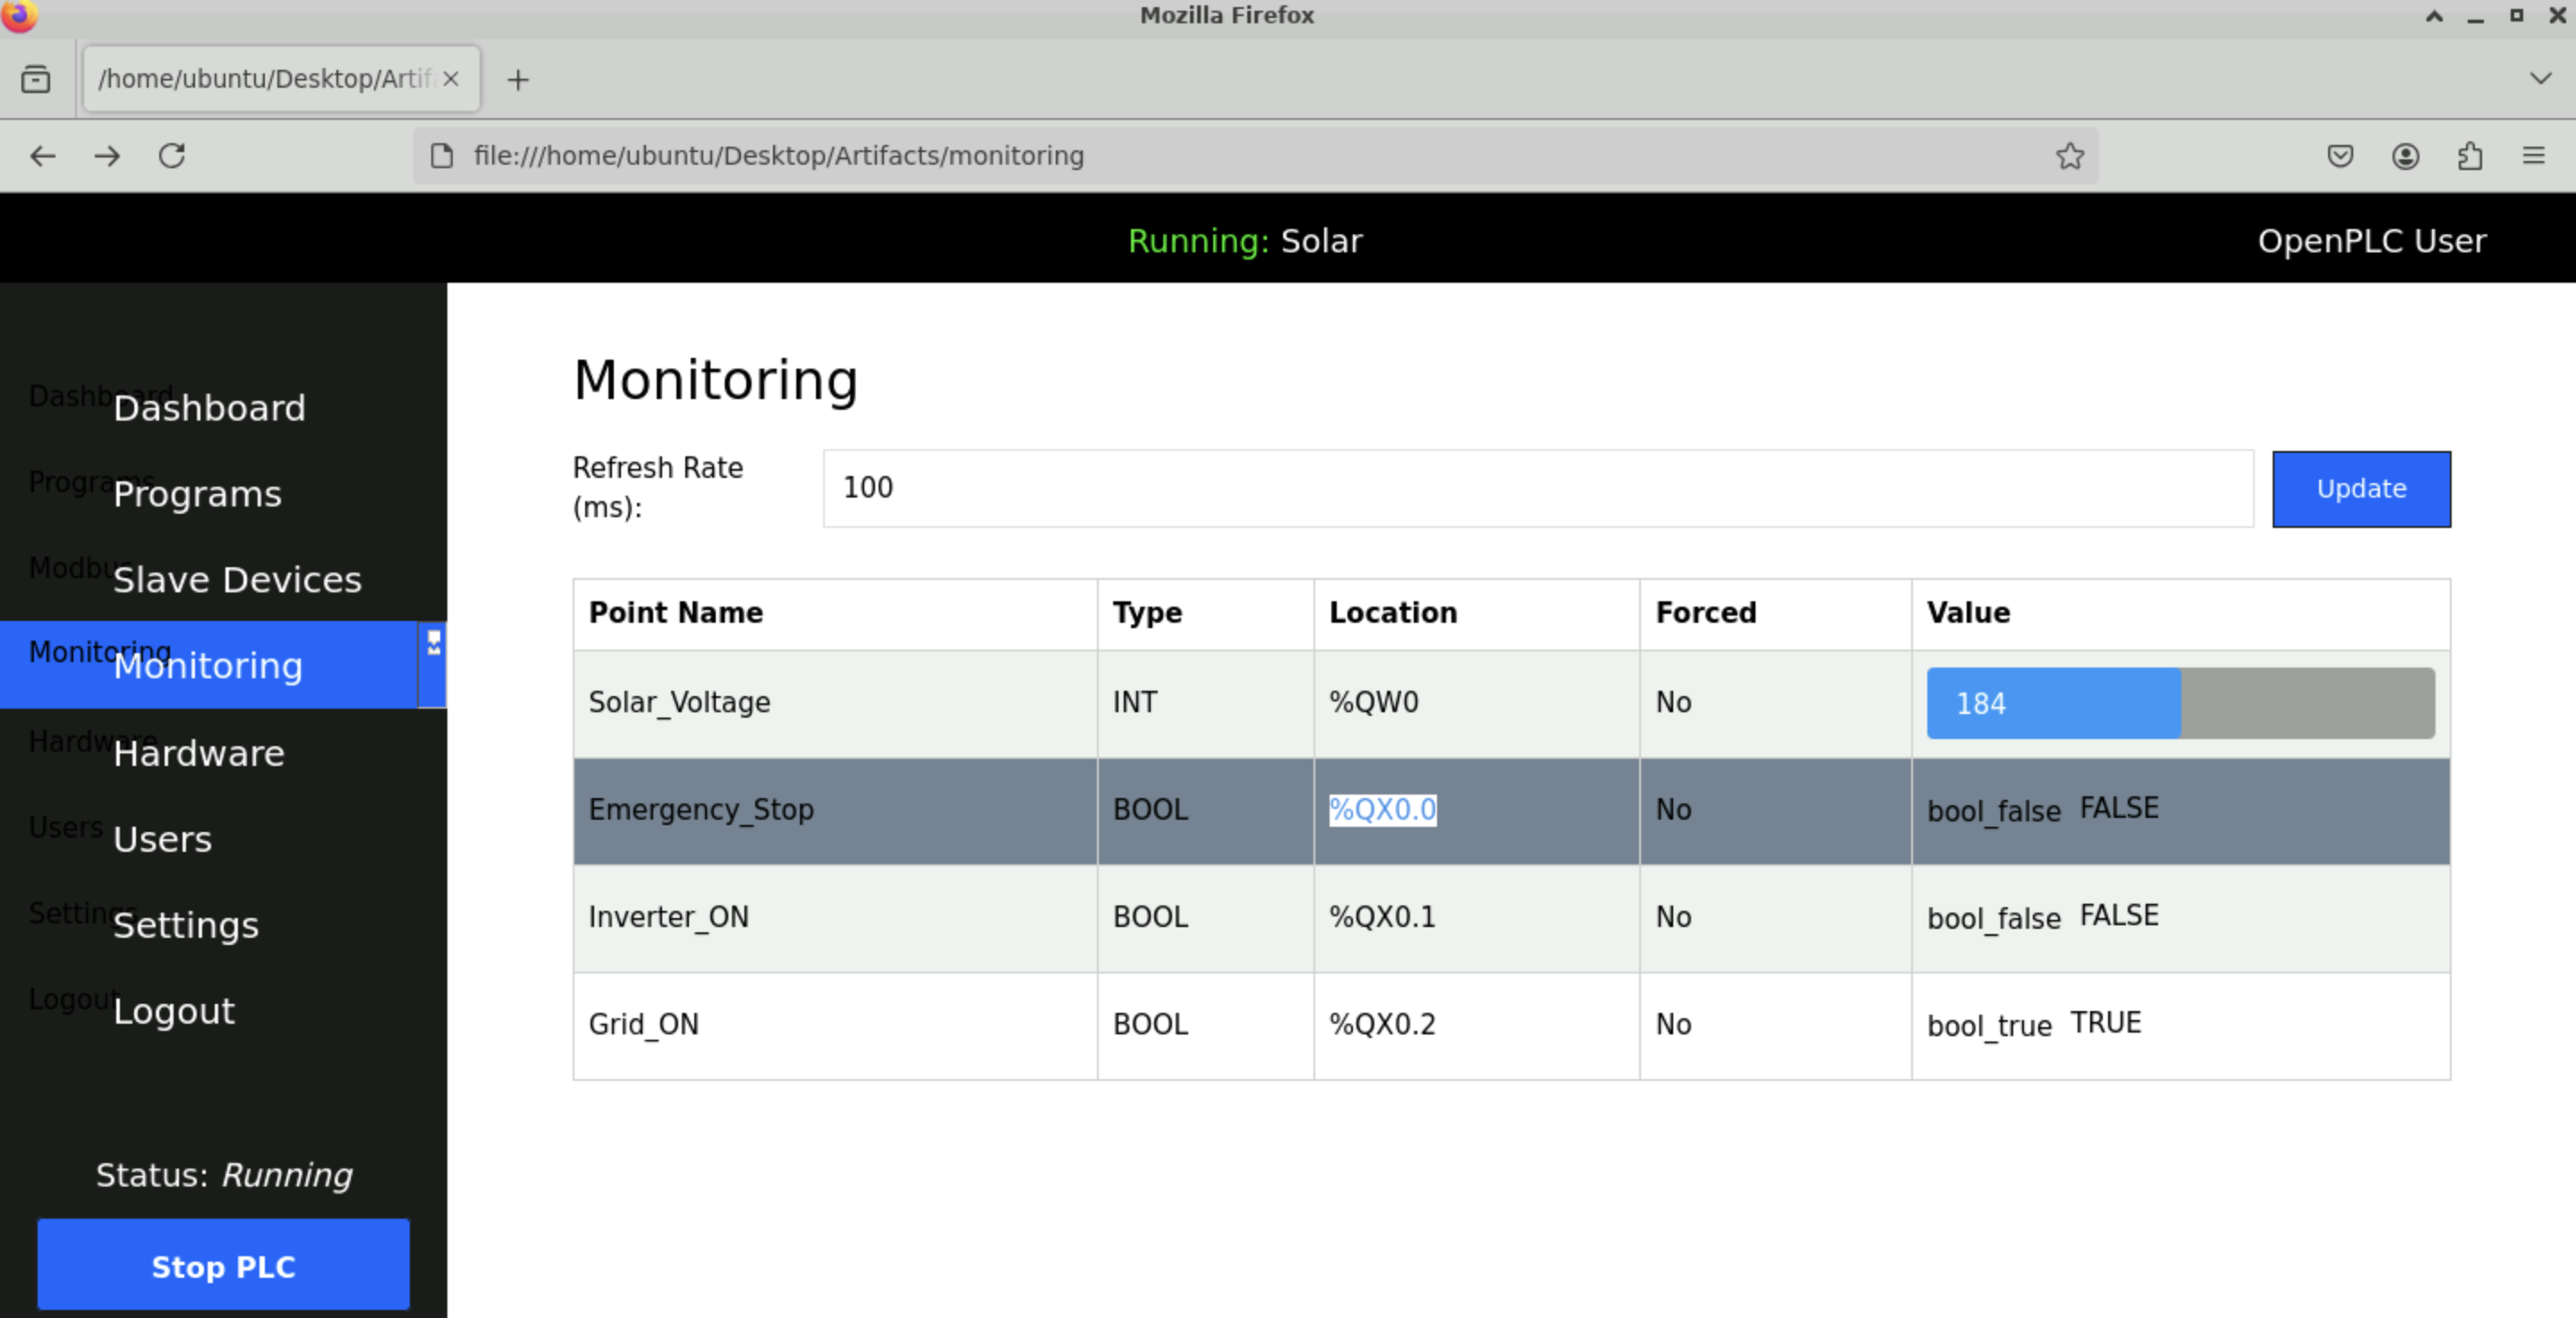 Mozilla Firefox
/home/ubuntu/Desktop/Artif
file:///home/ubuntu/Desktop/Artifacts/monitoring
Running: Solar
OpenPLC User
Dashboard
Dashboard
Programs
Programs
Modbus
Slave Devices
Monitoring
Monitoring
Hardware
Hardware
Users
Users
Settings
Settings
Logout
Logout
Status: Running
Stop PLC
Monitoring
Refresh Rate
(ms):
100
Update
Point Name Type Location Forced Value
Solar_Voltage INT %QW0 No 184
Emergency_Stop BOOL %QX0.0 No bool_false FALSE
Inverter_ON BOOL %QX0.1 No bool_false FALSE
Grid_ON BOOL %QX0.2 No bool_true TRUE